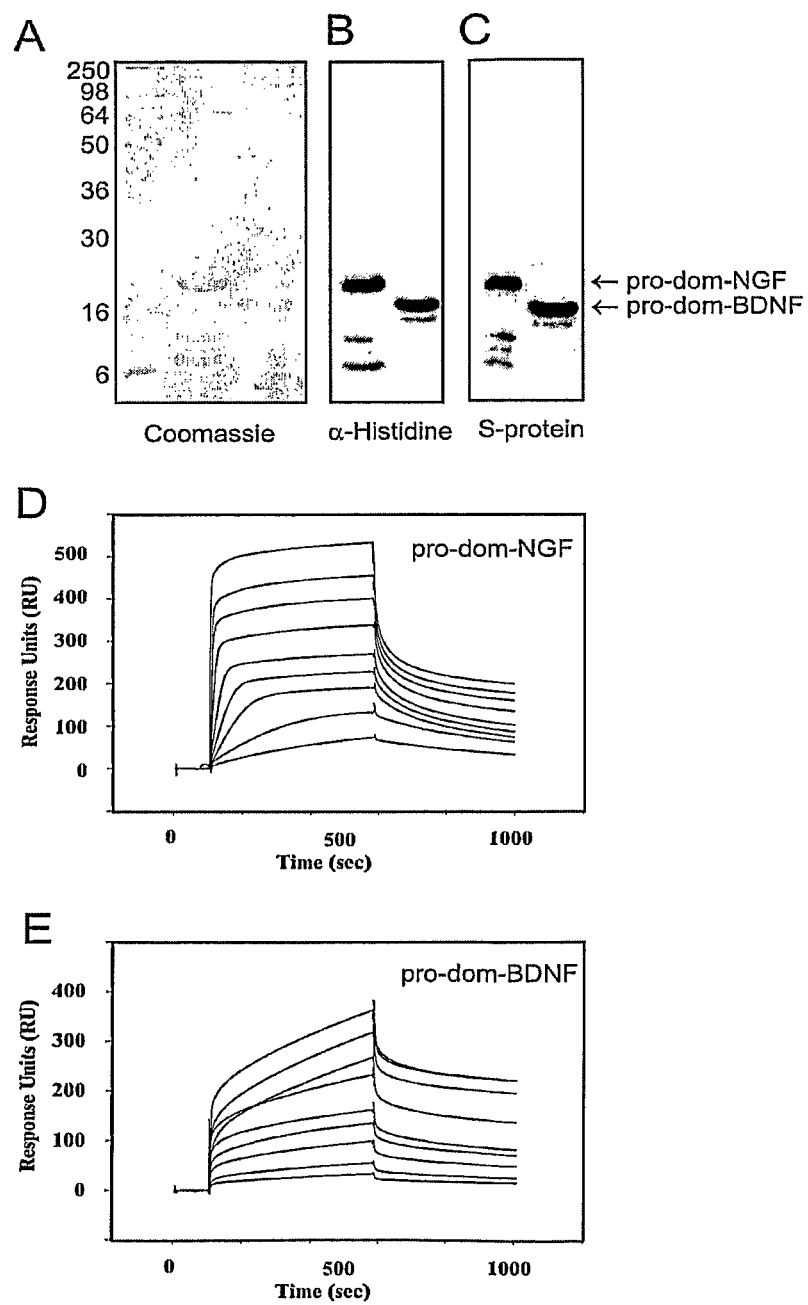 A B C
250
98
64
50
36
30
16
6
← pro-dom-NGF
← pro-dom-BDNF
Coomassie α-Histidine S-protein
D
pro-dom-NGF
Response Units (RU)
500
400
300
200
100
0
0 500 1000
Time (sec)
E
pro-dom-BDNF
Response Units (RU)
400
300
200
100
0
0 500 1000
Time (sec)